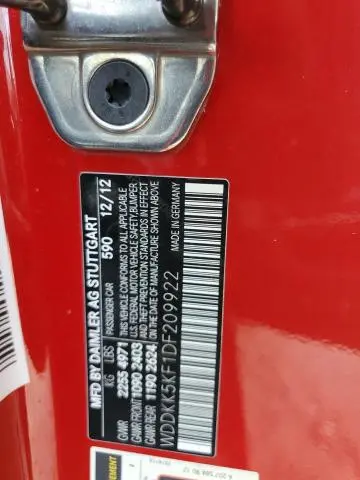 MFD BY DAIMLER AG STUTTGART
PASSENGER CAR 590 12/12
KG LBS
GVWR 2255 4971
GAWR FRONT 1090 2403
GAWR REAR 1190 2624
THIS VEHICLE CONFORMS TO ALL APPLICABLE
U.S. FEDERAL MOTOR VEHICLE SAFETY, BUMPER,
AND THEFT PREVENTION STANDARDS IN EFFECT
ON THE DATE OF MANUFACTURE SHOWN ABOVE
MADE IN GERMANY
WDDKK5KF1DF209922